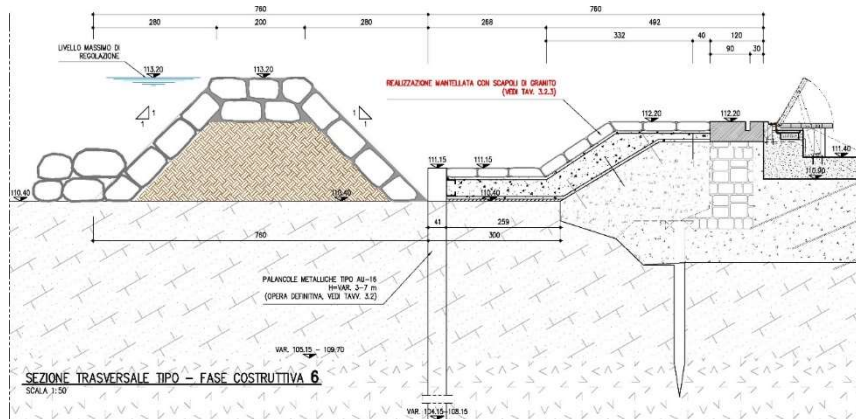 760
760
280
200
280
268
492
332
40
120
90
30
LIVELLO MASSIMO DI
REGOLAZIONE
113.20
113.20
REALIZZAZIONE MANTELLATA CON SCAPOLI DI GRANITO
(VEDI TAV. 3.2.3)
1
1
1
1
112.20
112.20
111.15
111.15
111.40
110.90
110.40
110.40
110.40
41
259
760
300
PALANCOLE METALLICHE TIPO AU-16
H=VAR. 3-7 m
(OPERA DEFINITIVA, VEDI TAVV. 3.2)
VAR. 105.15 - 109.70
SEZIONE TRASVERSALE TIPO - FASE COSTRUTTIVA 6
SCALA 1:50
VAR. 104.15-108.15